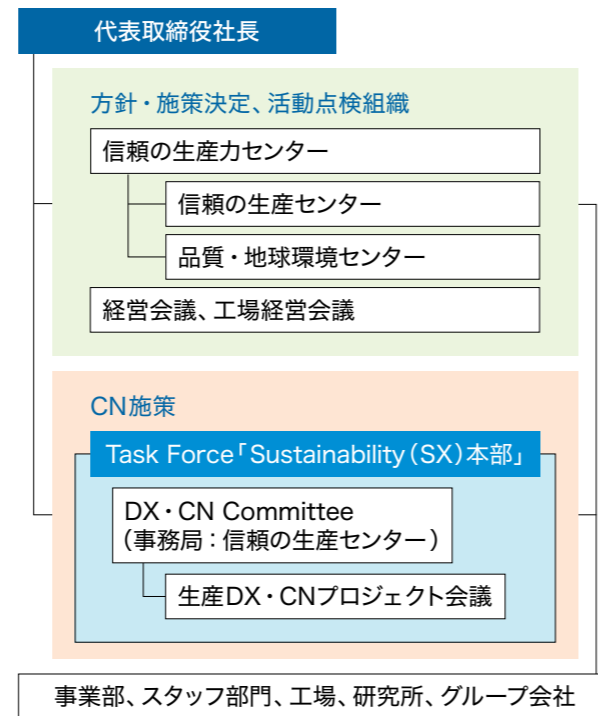 代表取締役社長
方針・施策決定、活動点検組織
信頼の生産力センター
信頼の生産センター
品質・地球環境センター
経営会議、工場経営会議
CN施策
Task Force「Sustainability(SX)本部」
DX・CN Committee
(事務局:信頼の生産センター)
生産DX・CNプロジェクト会議
事業部、スタッフ部門、工場、研究所、グループ会社